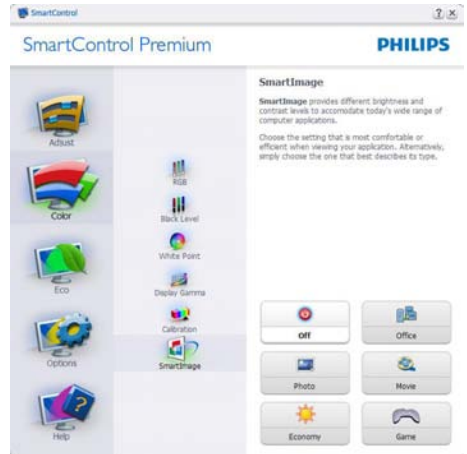 SmartControl
SmartControl Premium
PHILIPS
Adjust
Color
Eco
Options
Help
RGB
Black Level
White Point
Display Gamma
Calibration
SmartImage
SmartImage
SmartImage provides different brightness and
contrast levels to accomodate today's wide range of
computer applications.
Choose the setting that is most comfortable or
efficient when viewing your application. Alternatively,
simply choose the one that best describes its type.
Off
Office
Photo
Movie
Economy
Game